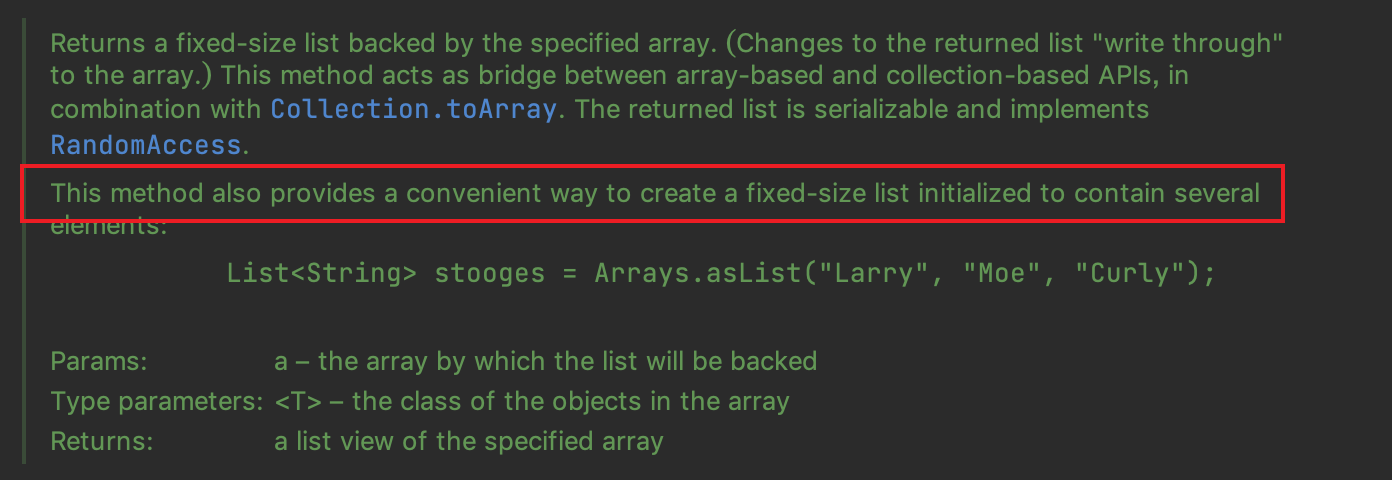 Returns a fixed-size list backed by the specified array. (Changes to the returned list "write through"
to the array.) This method acts as bridge between array-based and collection-based APIs, in
combination with Collection.toArray. The returned list is serializable and implements
RandomAccess.
This method also provides a convenient way to create a fixed-size list initialized to contain several
elements:
List<String> stooges = Arrays.asList("Larry", "Moe", "Curly");
Params: a – the array by which the list will be backed
Type parameters: <T> – the class of the objects in the array
Returns: a list view of the specified array